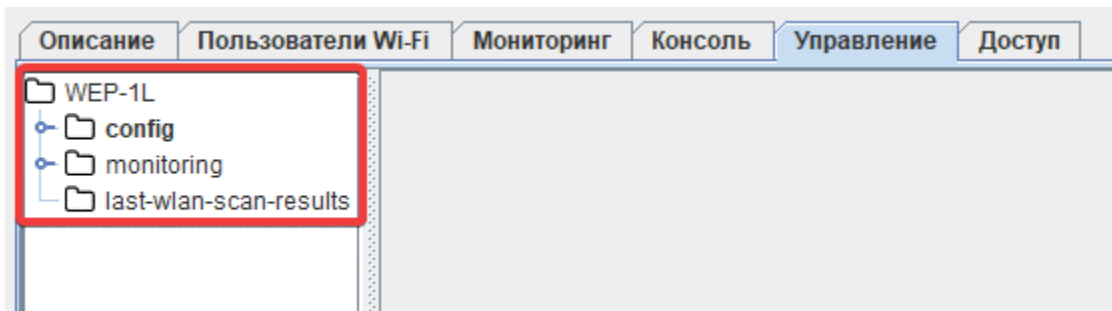 Описание Пользователи Wi-Fi Мониторинг Консоль Управление Доступ
WEP-1L
config
monitoring
last-wlan-scan-results